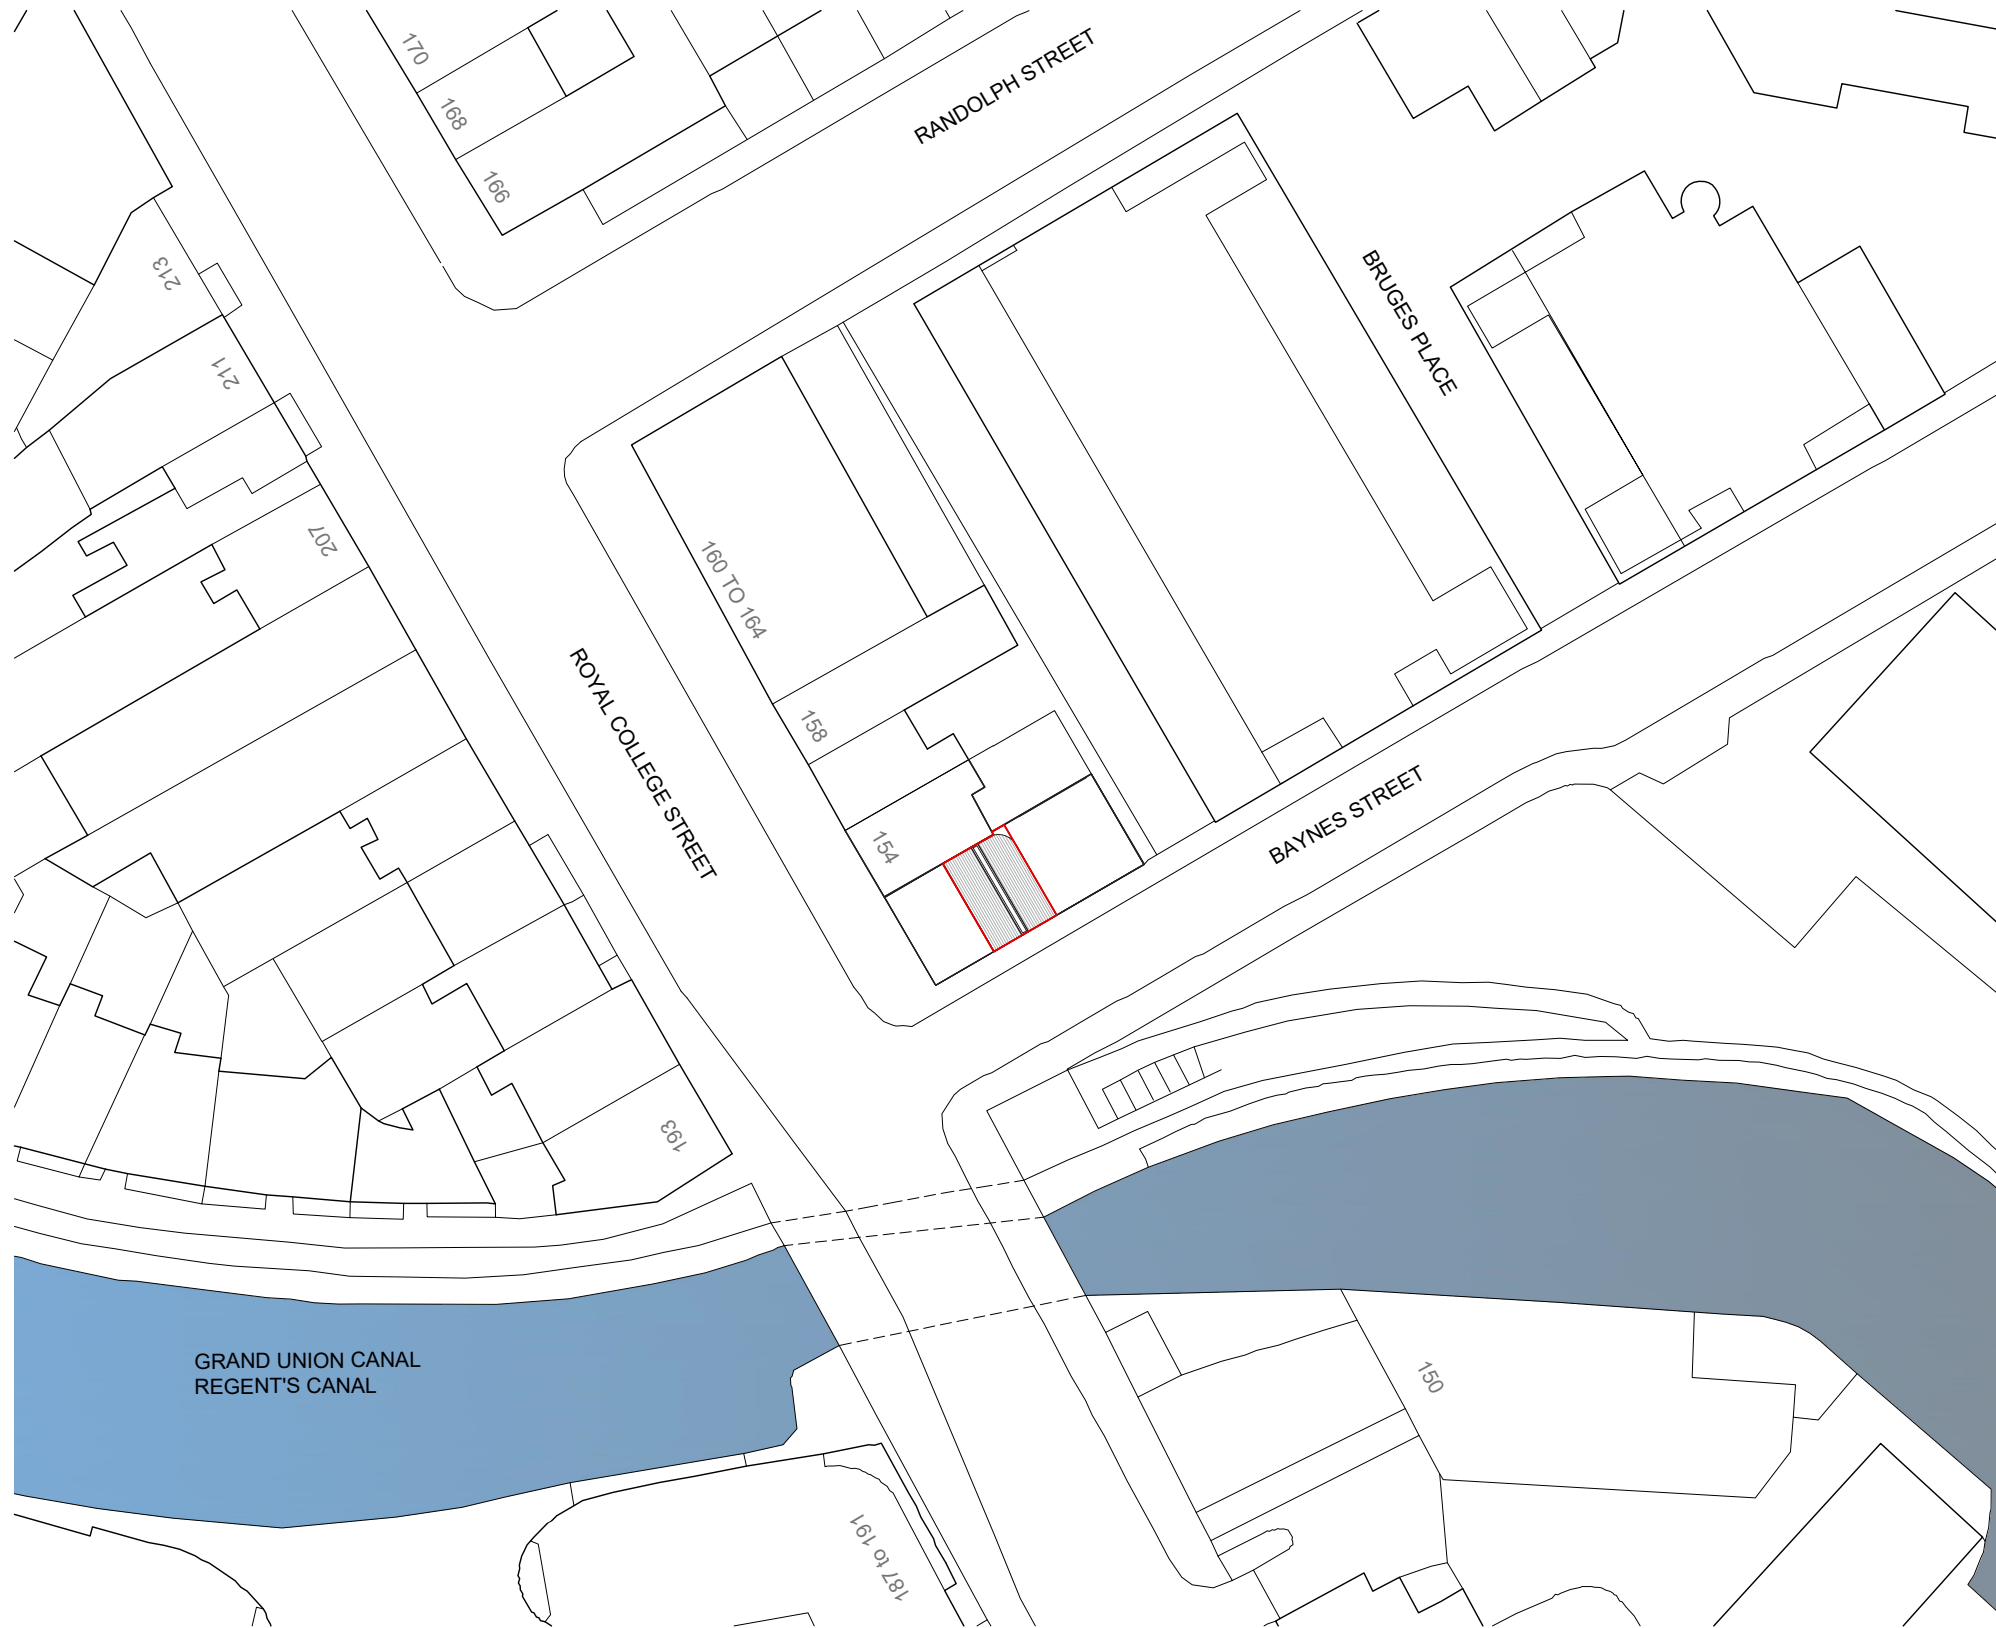 170
168
166
RANDOLPH STREET
213
211
207
BRUGES PLACE
160 TO 164
158
154
ROYAL COLLEGE STREET
BAYNES STREET
193
GRAND UNION CANAL
REGENT'S CANAL
150
187 to 191